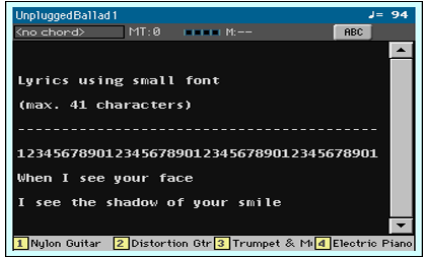 UnpluggedBallad1 ♩= 94
<no chord> MT:0 M:-- ABC
Lyrics using small font
(max. 41 characters)
-----------------------------------------
12345678901234567890123456789012345678901
When I see your face
I see the shadow of your smile
1 Nylon Guitar 2 Distortion Gtr 3 Trumpet & Mu 4 Electric Piano